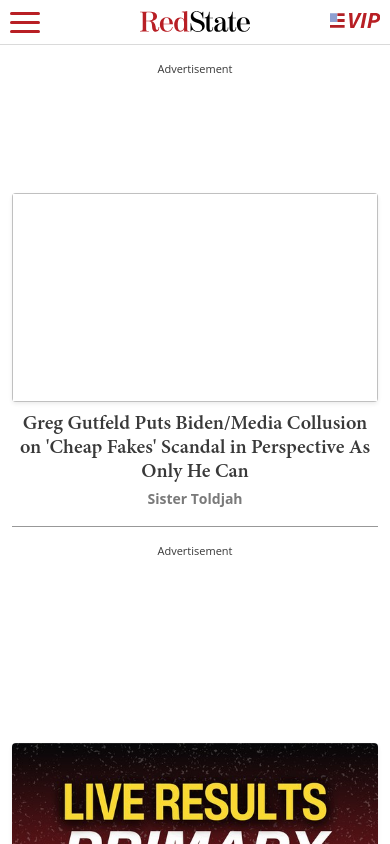 RedState
VIP
Advertisement
Greg Gutfeld Puts Biden/Media Collusion
on 'Cheap Fakes' Scandal in Perspective As
Only He Can
Sister Toldjah
Advertisement
LIVE RESULTS
PRIMARY